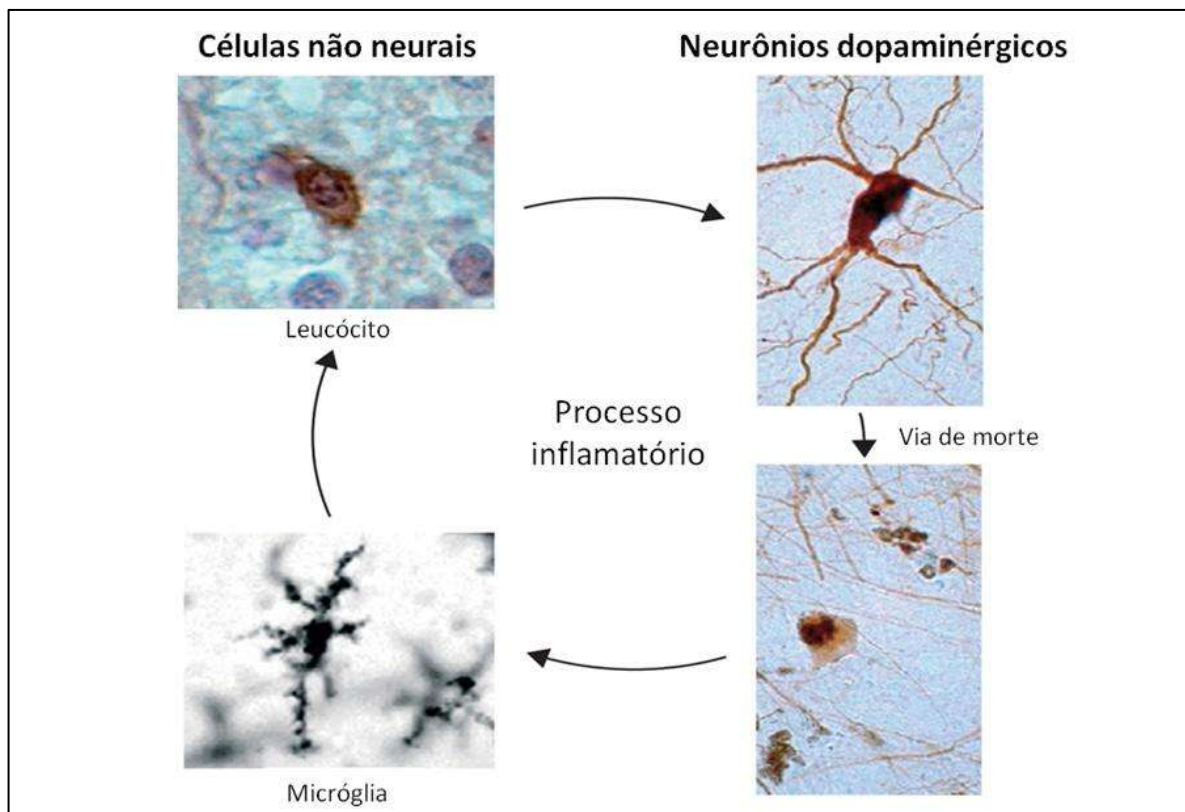 Células não neurais
Neurônios dopaminérgicos
Leucócito
Processo
inflamatório
Via de morte
Micróglia